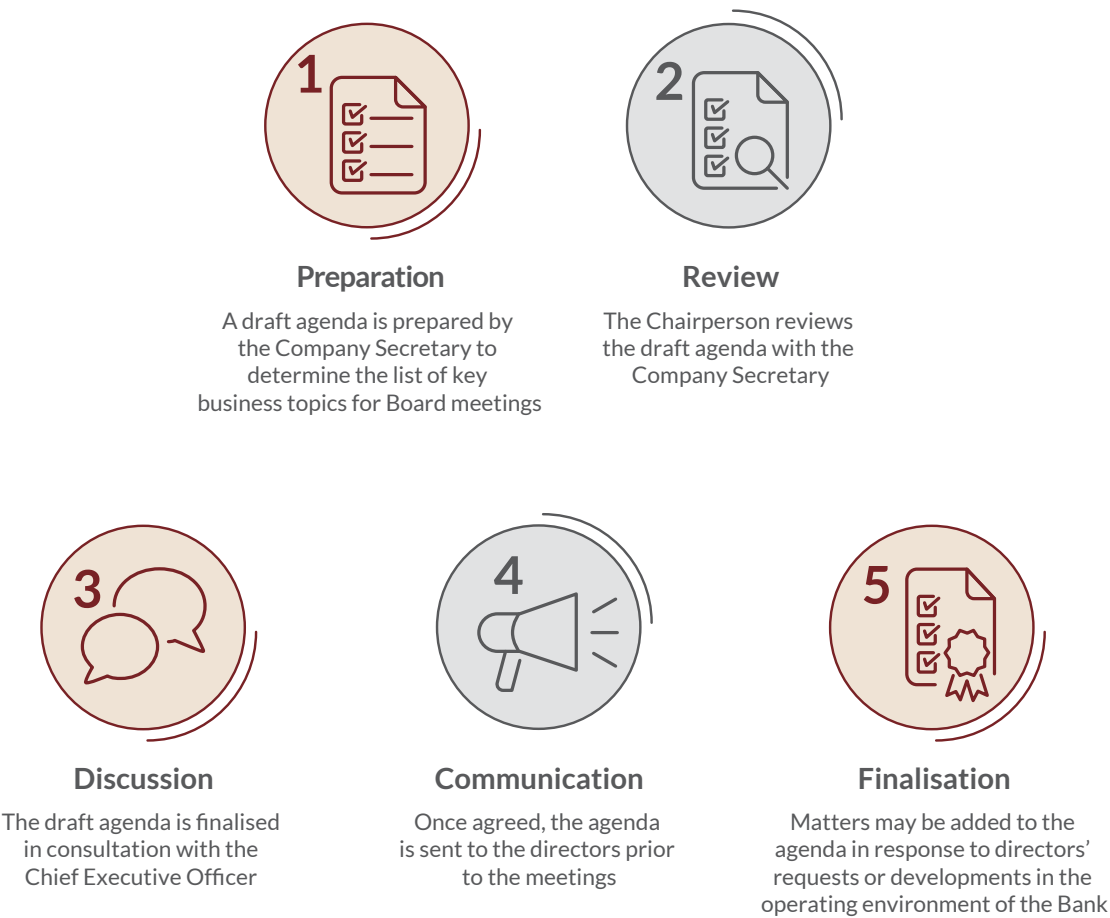 1
Preparation
A draft agenda is prepared by
the Company Secretary to
determine the list of key
business topics for Board meetings
2
Review
The Chairperson reviews
the draft agenda with the
Company Secretary
3
Discussion
The draft agenda is finalised
in consultation with the
Chief Executive Officer
4
Communication
Once agreed, the agenda
is sent to the directors prior
to the meetings
5
Finalisation
Matters may be added to the
agenda in response to directors’
requests or developments in the
operating environment of the Bank